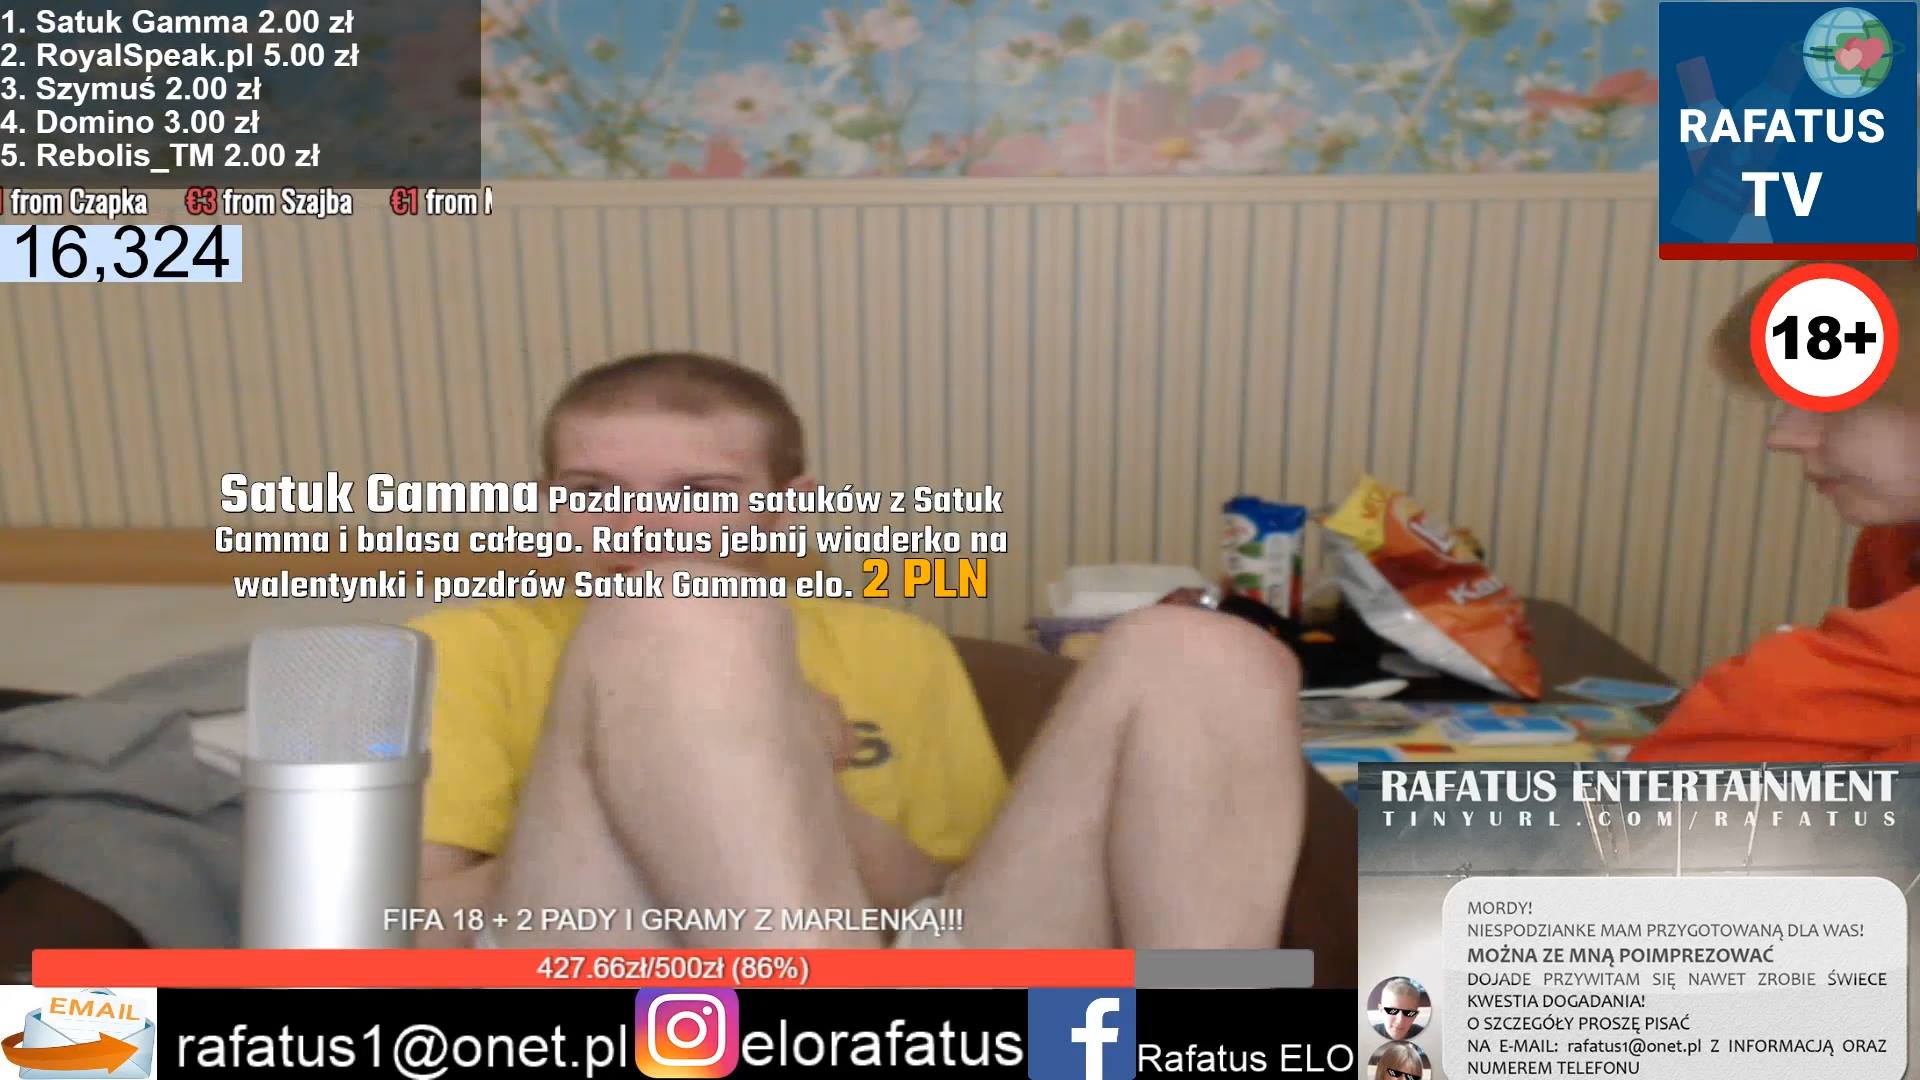 1. Satuk Gamma 2.00 zł
2. RoyalSpeak.pl 5.00 zł
3. Szymuś 2.00 zł
4. Domino 3.00 zł
5. Rebolis_TM 2.00 zł
from Czapka €3 from Szajba €1 from
16,324
RAFATUS
TV
18+
Satuk Gamma Pozdrawiam satuków z Satuk
Gamma i balasa całego. Rafatus jebnij wiaderko na
walentynki i pozdrów Satuk Gamma elo. 2 PLN
FIFA 18 + 2 PADY I GRAMY Z MARLENKĄ!!!
427.66zł/500zł (86%)
EMAIL
rafatus1@onet.pl
elorafatus
Rafatus ELO
RAFATUS ENTERTAINMENT
TINYURL.COM/RAFATUS
MORDY!
NIESPODZIANKE MAM PRZYGOTOWANĄ DLA WAS!
MOŻNA ZE MNĄ POIMPREZOWAĆ
DOJADE PRZYWITAM SIĘ NAWET ZROBIE ŚWIECE
KWESTIA DOGADANIA!
O SZCZEGÓŁY PROSZĘ PISAĆ
NA E-MAIL: rafatus1@onet.pl Z INFORMACJĄ ORAZ
NUMEREM TELEFONU